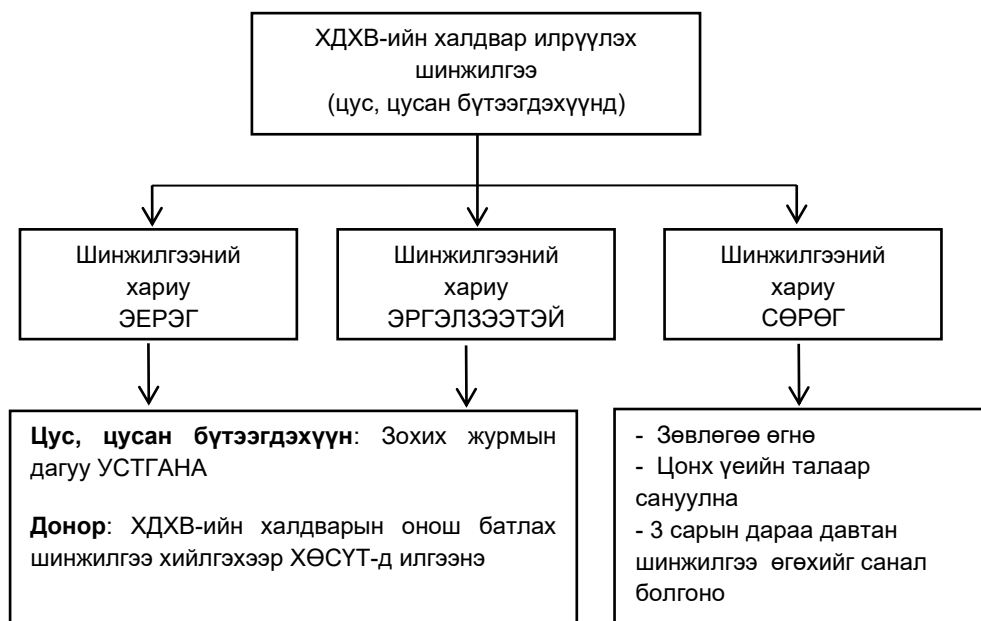 ХДХВ-ийн халдвар илрүүлэх
шинжилгээ
(цус, цусан бүтээгдэхүүнд)
Шинжилгээний
хариу
ЭЕРЭГ
Шинжилгээний
хариу
ЭРГЭЛЗЭЭТЭЙ
Шинжилгээний
хариу
СӨРӨГ
Цус, цусан бүтээгдэхүүн: Зохих журмын
дагуу УСТГАНА
Донор: ХДХВ-ийн халдварын онош батлах
шинжилгээ хийлгэхээр ХӨСҮТ-д илгээнэ
- Зөвлөгөө өгнө
- Цонх үеийн талаар
сануулна
- 3 сарын дараа давтан
шинжилгээ өгөхийг санал
болгоно